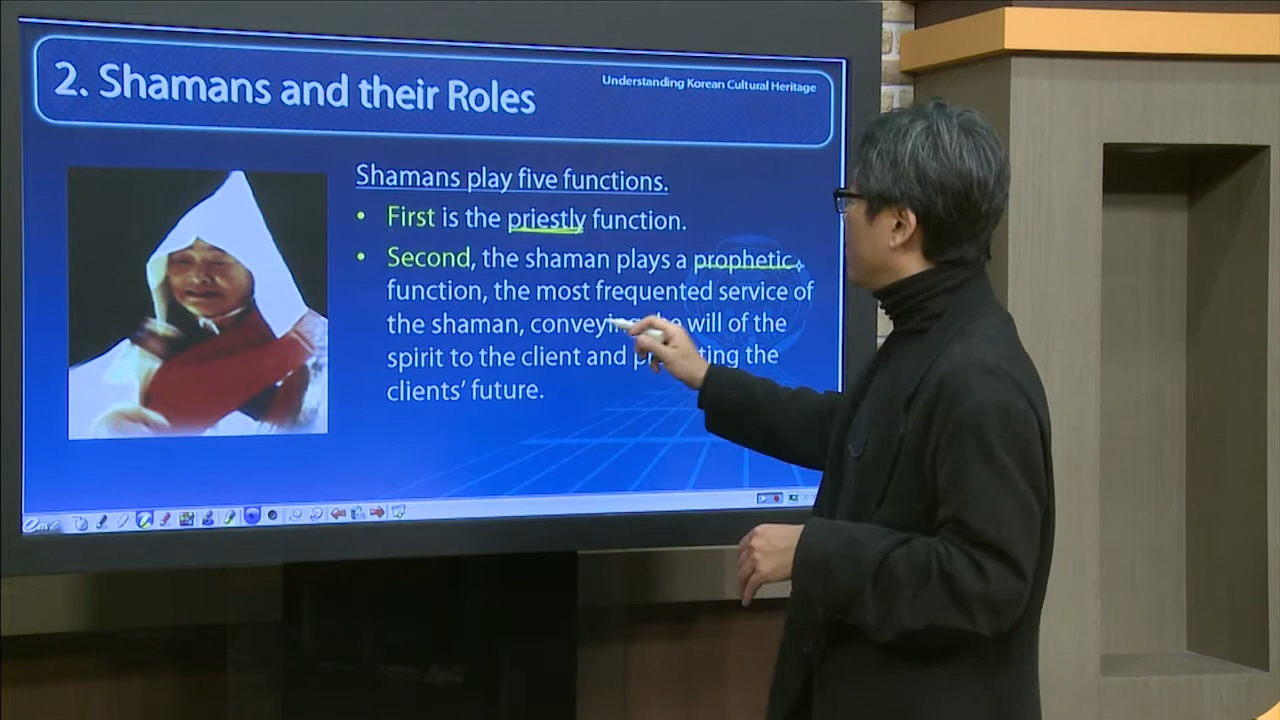 2. Shamans and their Roles
Understanding Korean Cultural Heritage
Shamans play five functions.
• First is the priestly function.
• Second, the shaman plays a prophetic
function, the most frequented service of
the shaman, conveying the will of the
spirit to the client and the
clients' future.